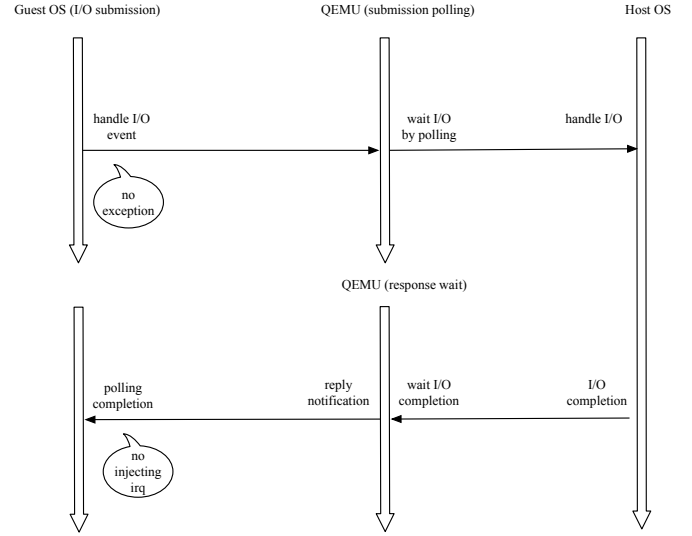 Guest OS (I/O submission)
QEMU (submission polling)
Host OS
handle I/O
event
wait I/O
by polling
handle I/O
no
exception
QEMU (response wait)
polling
completion
reply
notification
wait I/O
completion
I/O
completion
no
injecting
irq